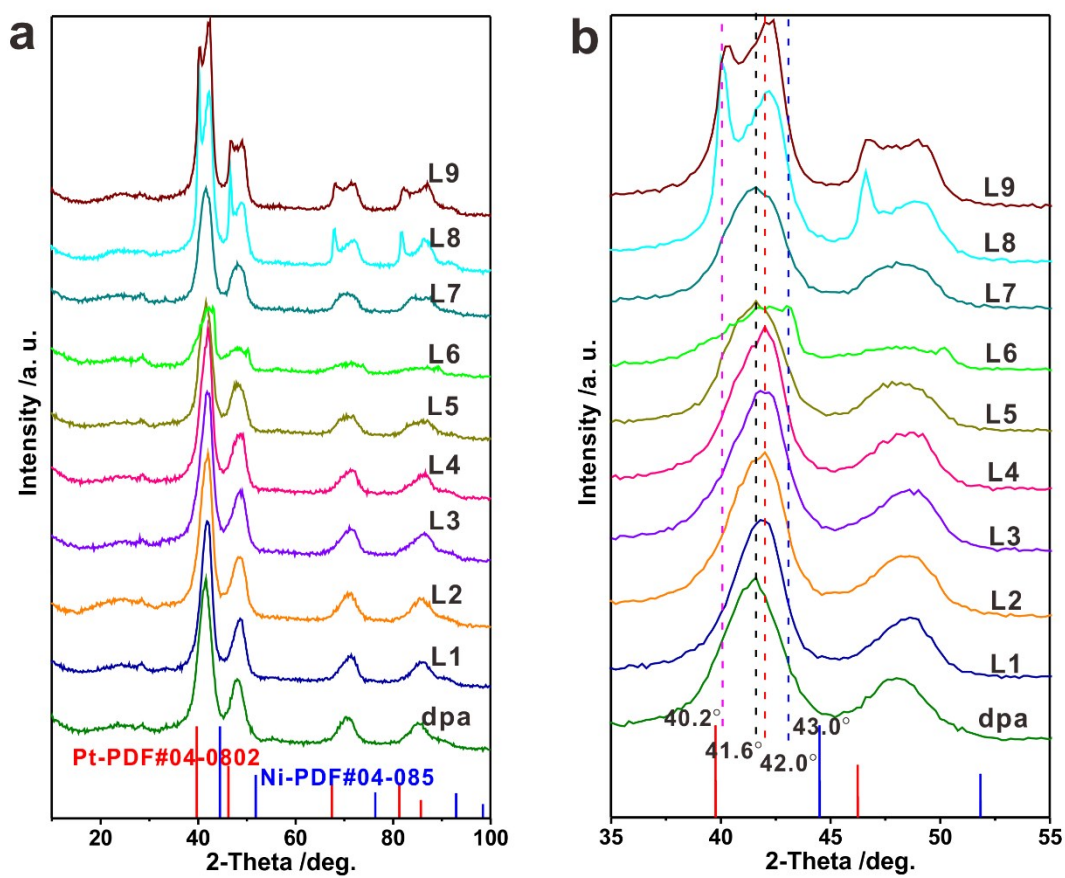 a
Intensity /a. u.
L9
L8
L7
L6
L5
L4
L3
L2
L1
dpa
Pt-PDF#04-0802
Ni-PDF#04-085
20 40 60 80 100
2-Theta /deg.
b
Intensity /a. u.
L9
L8
L7
L6
L5
L4
L3
L2
L1
dpa
40.2°
43.0°
41.6°
42.0°
35 40 45 50 55
2-Theta /deg.